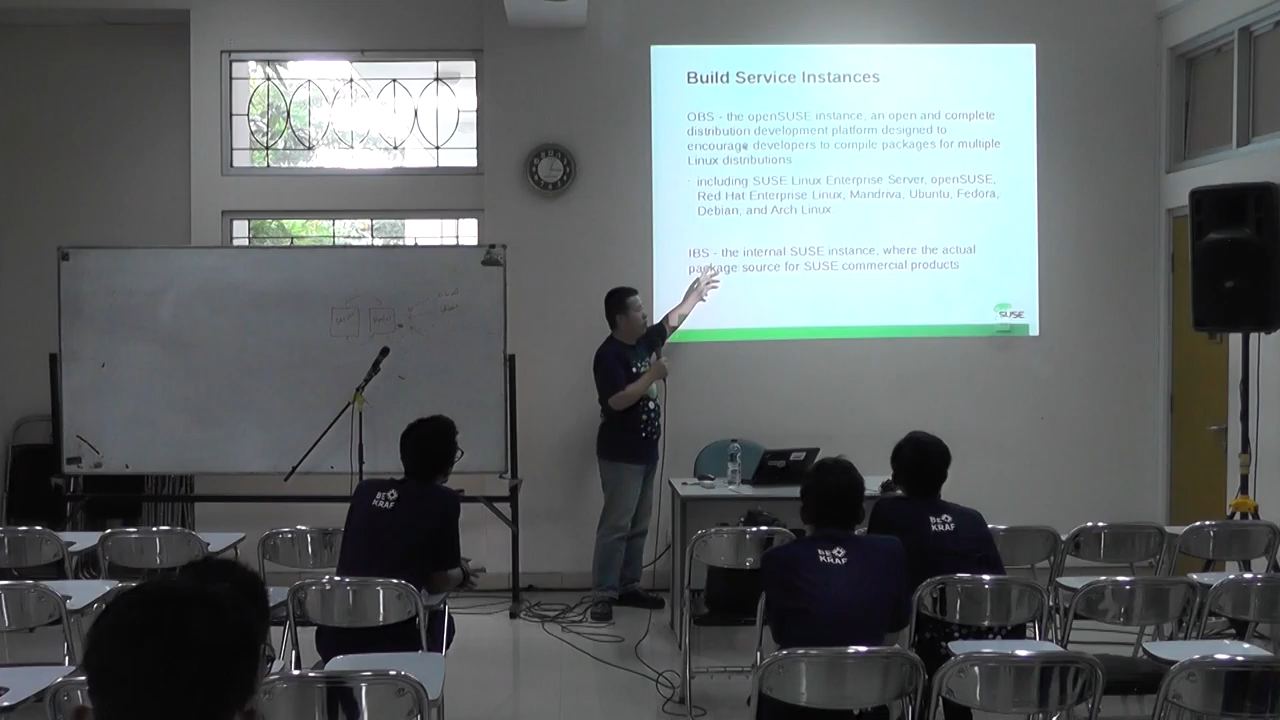 Build Service Instances
OBS - the openSUSE instance, an open and complete
distribution development platform designed to
encourage developers to compile packages for multiple
Linux distributions
including SUSE Linux Enterprise Server, openSUSE,
Red Hat Enterprise Linux, Mandriva, Ubuntu, Fedora,
Debian, and Arch Linux
IBS - the internal SUSE instance, where the actual
package source for SUSE commercial products
SUSE
BE
KRAF
BE
KRAF
BE
KRAF